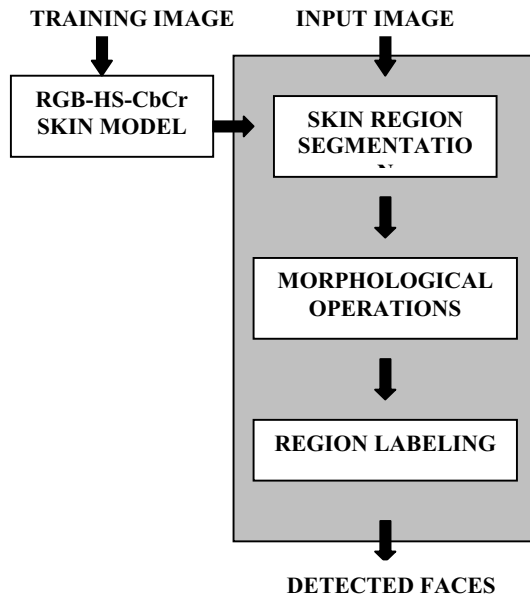 TRAINING IMAGE
INPUT IMAGE
RGB-HS-CbCr
SKIN MODEL
SKIN REGION
SEGMENTATIO
N
MORPHOLOGICAL
OPERATIONS
REGION LABELING
DETECTED FACES